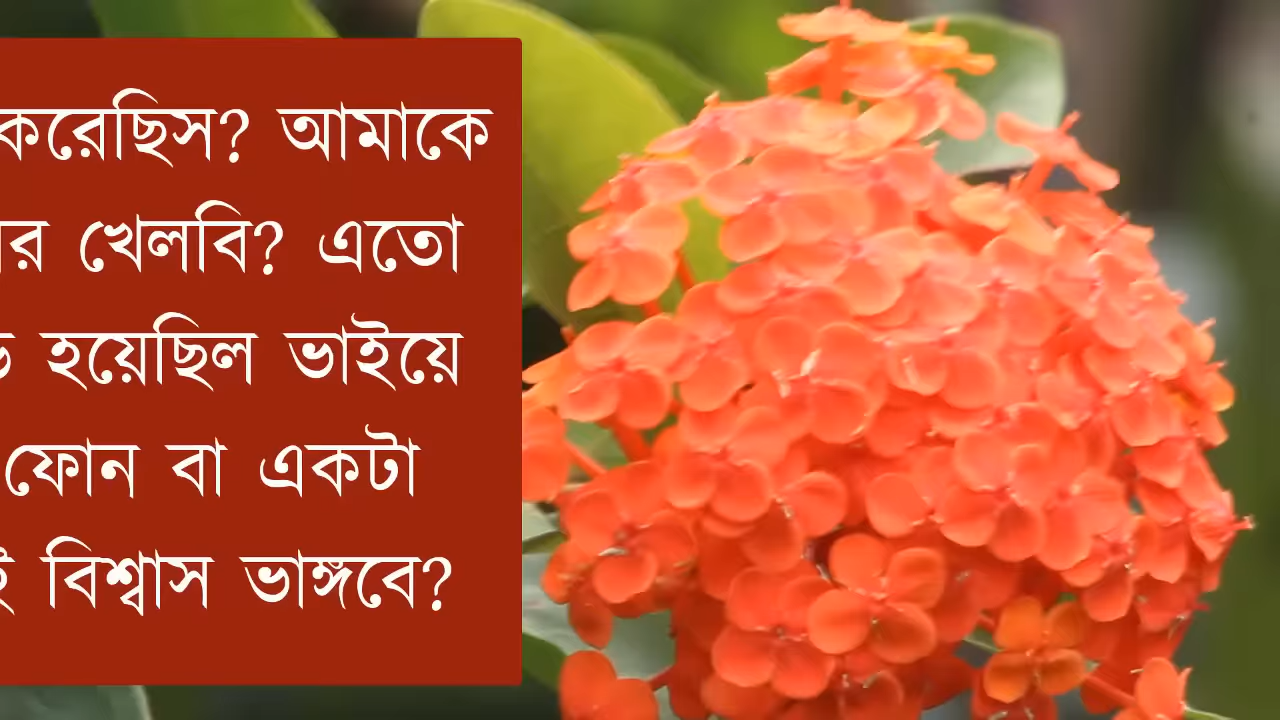 করেছিস? আমাকে
খেলবি? এতো
হয়েছিল ভাইয়ে
ফোন বা একটা
বিশ্বাস ভাঙ্গবে?